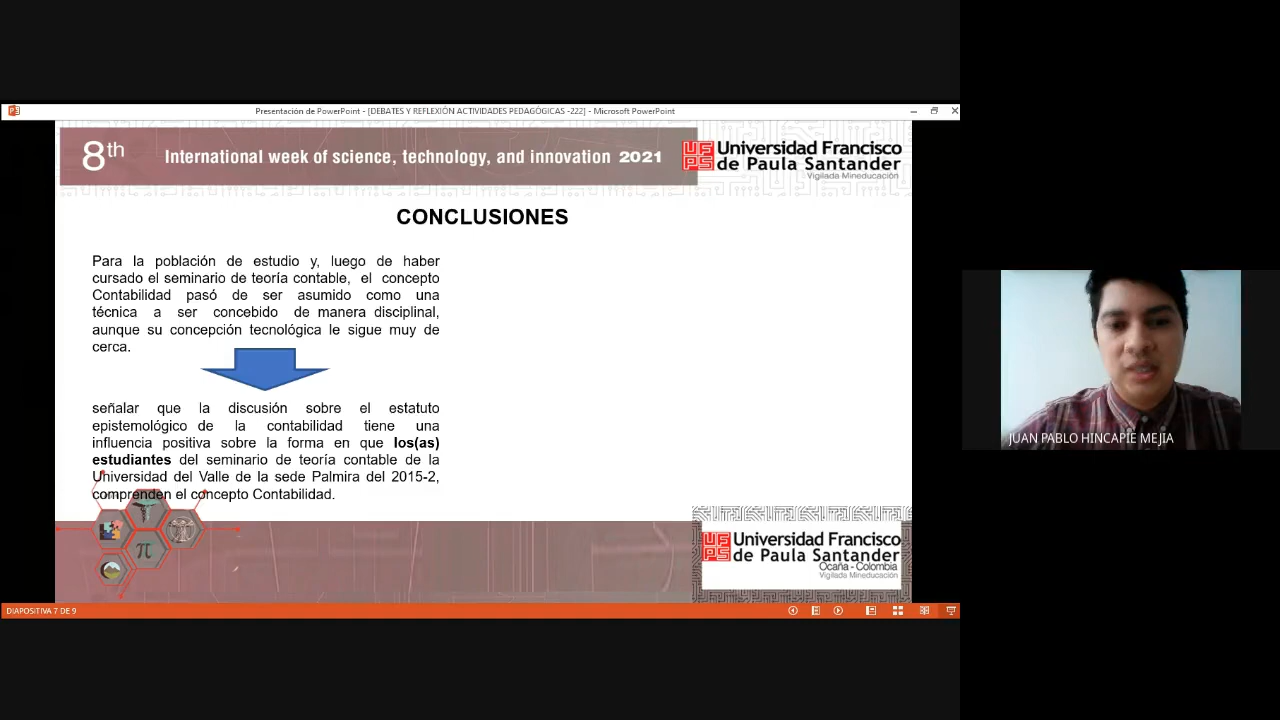 Presentación de PowerPoint - [DEBATES Y REFLEXIÓN ACTIVIDADES PEDAGÓGICAS -222] - Microsoft PowerPoint
8th
International week of science, technology, and innovation 2021
UF
PS
Universidad Francisco
de Paula Santander
Vigilada Mineducación
CONCLUSIONES
Para la población de estudio y, luego de haber
cursado el seminario de teoría contable, el concepto
Contabilidad pasó de ser asumido como una
técnica a ser concebido de manera disciplinal,
aunque su concepción tecnológica le sigue muy de
cerca.
señalar que la discusión sobre el estatuto
epistemológico de la contabilidad tiene una
influencia positiva sobre la forma en que los(as)
estudiantes del seminario de teoría contable de la
Universidad del Valle de la sede Palmira del 2015-2,
comprenden el concepto Contabilidad.
π
UF
PS
Universidad Francisco
de Paula Santander
Ocaña - Colombia
Vigilada Mineducación
DIAPOSITIVA 7 DE 9
JUAN PABLO HINCAPIE MEJIA